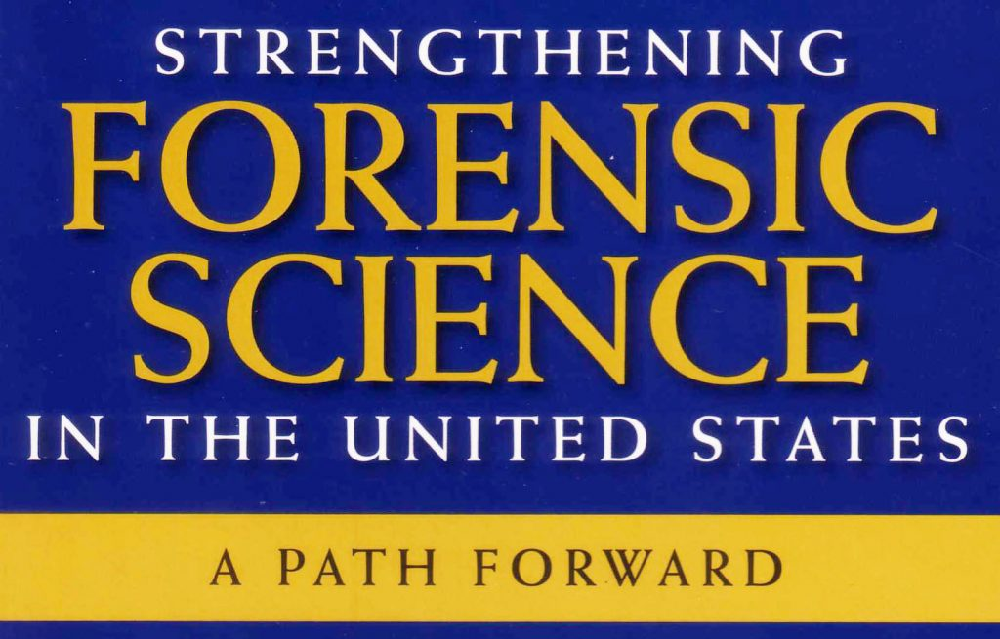 STRENGTHENING
FORENSIC
SCIENCE
IN THE UNITED STATES
A PATH FORWARD